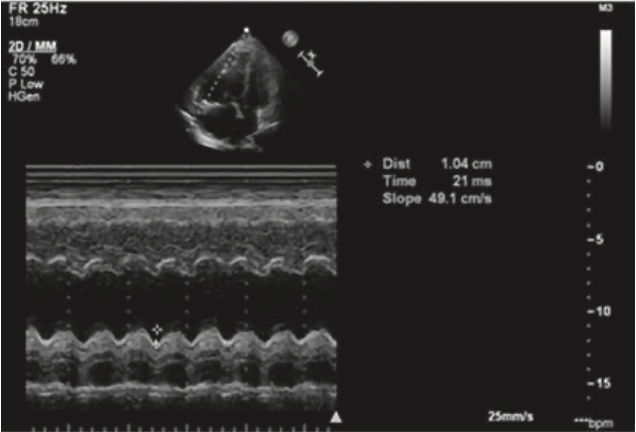 FR 25Hz
M3
18cm
2D / MM
70% 66%
C 50
P Low
HGen
Dist 1.04 cm
Time 21 ms
Slope 49.1 cm/s
-0
-5
-10
-15
25mm/s
***bpm